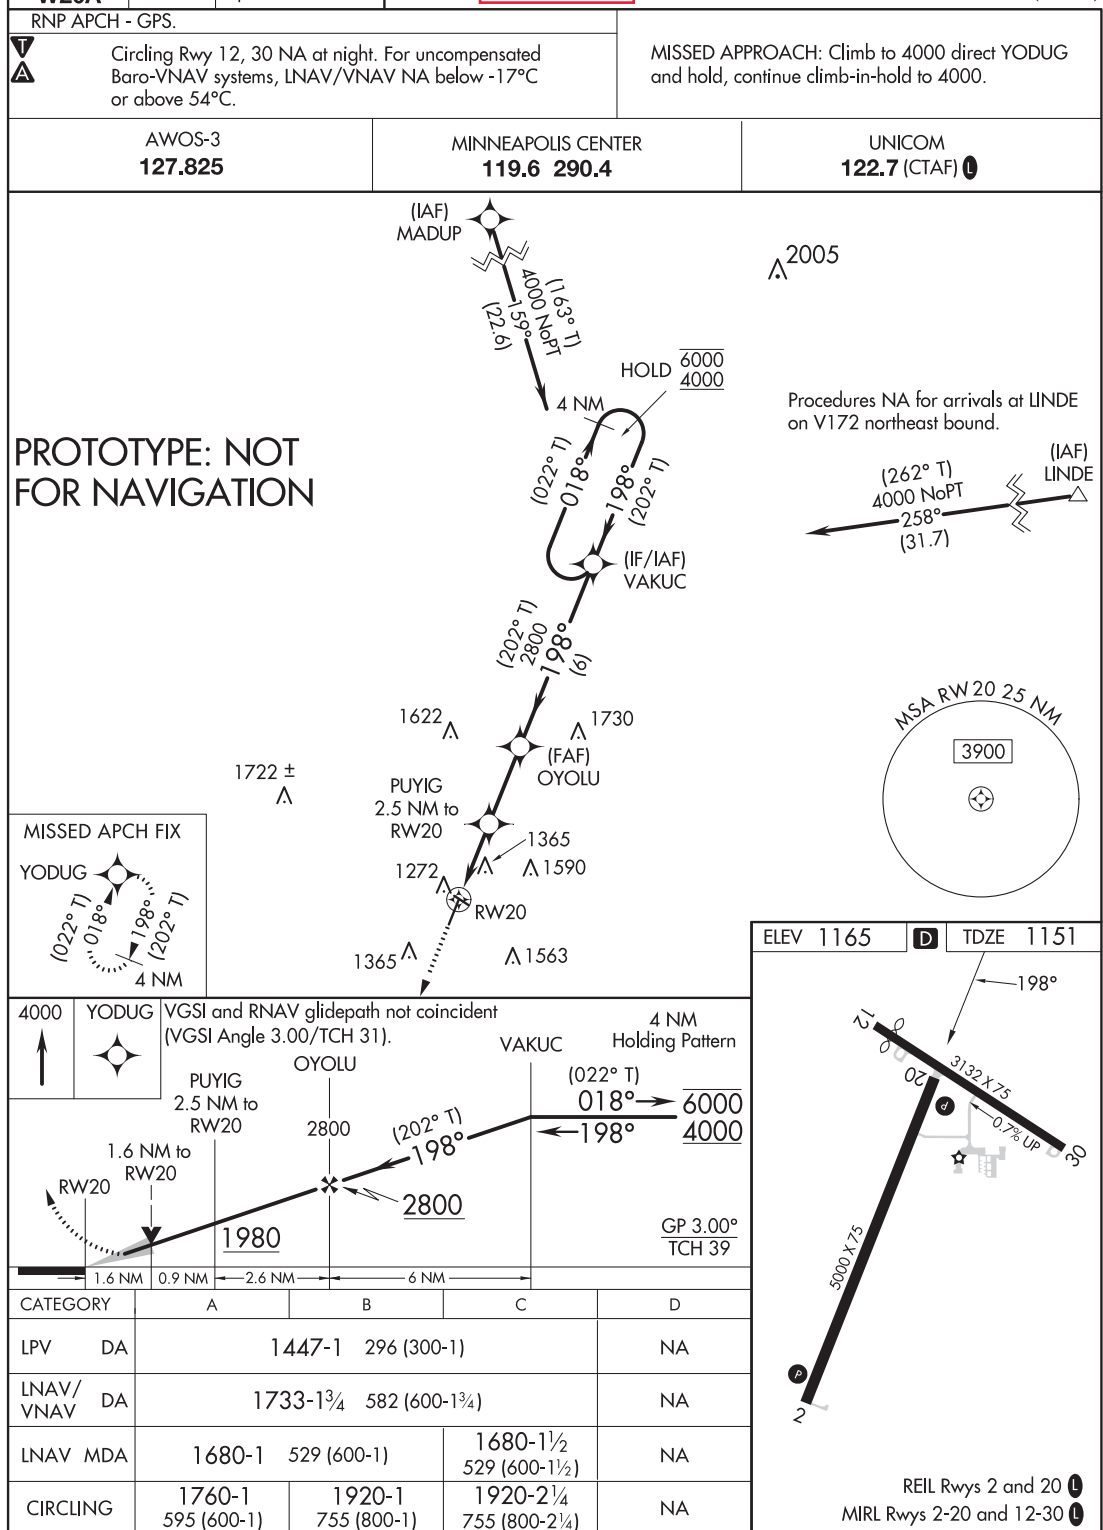 RNP APCH - GPS.
T
A
Circling Rwy 12, 30 NA at night. For uncompensated
Baro-VNAV systems, LNAV/VNAV NA below -17°C
or above 54°C.
MISSED APPROACH: Climb to 4000 direct YODUG
and hold, continue climb-in-hold to 4000.
AWOS-3
127.825
MINNEAPOLIS CENTER
119.6 290.4
UNICOM
122.7 (CTAF) L
(IAF)
MADUP
2005
(163° T)
4000 NoPT
159°
(22.6)
HOLD 6000
4000
4 NM
Procedures NA for arrivals at LINDE
on V172 northeast bound.
PROTOTYPE: NOT
FOR NAVIGATION
(IAF)
LINDE
(262° T)
4000 NoPT
258°
(31.7)
(022° T)
018°
198°
(202° T)
(IF/IAF)
VAKUC
(202° T)
2800
198°
(6)
1622
1730
(FAF)
OYOLU
MSA RW20 25 NM
3900
1722 ±
PUYIG
2.5 NM to
RW20
1365
1272
1590
RW20
1365
1563
MISSED APCH FIX
YODUG
(022° T)
018°
198°
(202° T)
4 NM
ELEV 1165 D TDZE 1151
198°
12
20
3132 X 75
P
0.7% UP
30
5000 X 75
P
2
REIL Rwys 2 and 20 L
MIRL Rwys 2-20 and 12-30 L
4000
YODUG
VGSI and RNAV glidepath not coincident
(VGSI Angle 3.00/TCH 31).
4 NM
Holding Pattern
VAKUC
OYOLU
PUYIG
2.5 NM to
RW20
(022° T)
018°
6000
198°
4000
2800
(202° T)
198°
1.6 NM to
RW20
RW20
2800
1980
GP 3.00°
TCH 39
1.6 NM 0.9 NM 2.6 NM 6 NM
CATEGORY A B C D
LPV DA 1447-1 296 (300-1) NA
LNAV/
VNAV DA 1733-1¾ 582 (600-1¾) NA
LNAV MDA 1680-1 529 (600-1) 1680-1½
529 (600-1½) NA
CIRCLING 1760-1
595 (600-1) 1920-1
755 (800-1) 1920-2¼
755 (800-2¼) NA